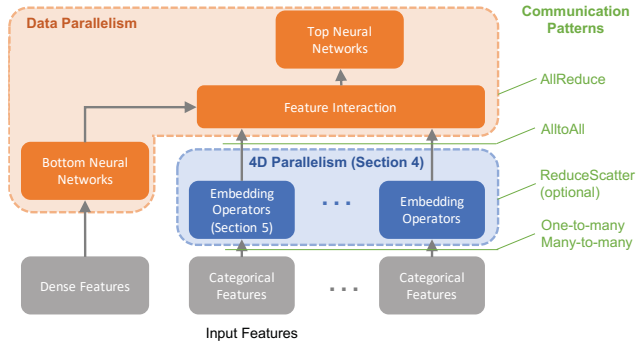 Data Parallelism
Communication
Patterns
Top Neural
Networks
AllReduce
Feature Interaction
AlltoAll
Bottom Neural
Networks
4D Parallelism (Section 4)
Embedding
Operators
(Section 5)
...
Embedding
Operators
ReduceScatter
(optional)
One-to-many
Many-to-many
Dense Features
Categorical
Features
...
Categorical
Features
Input Features